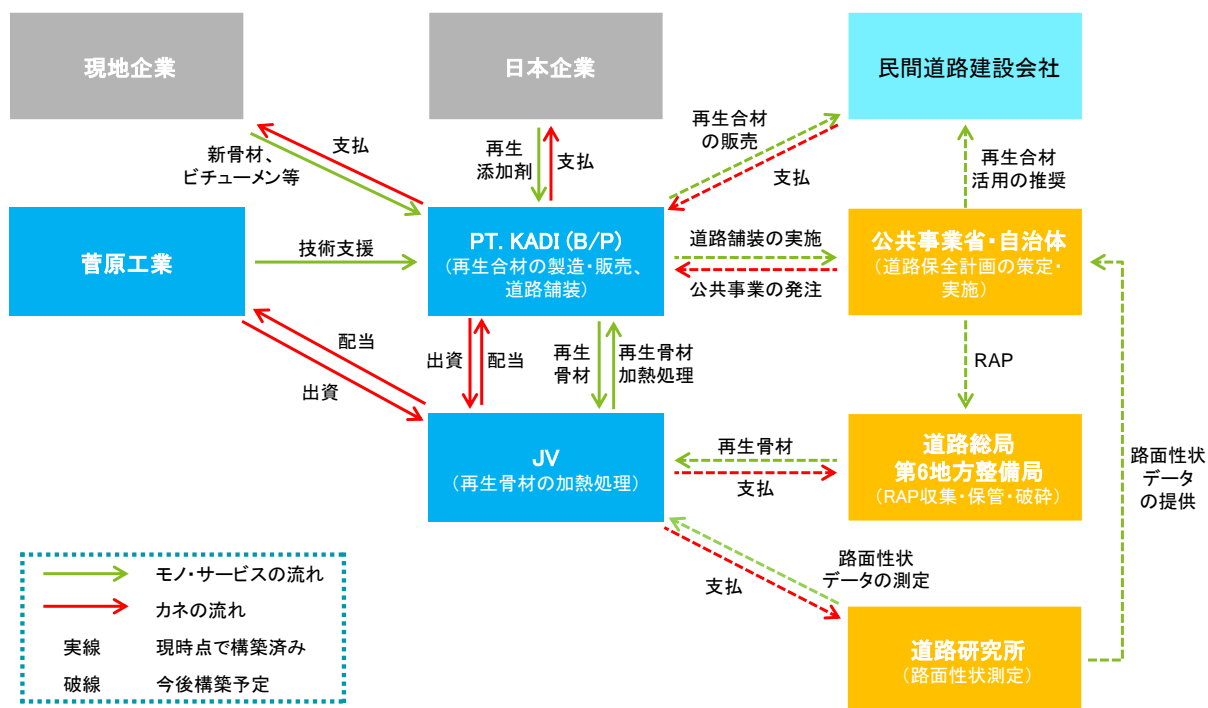 現地企業
日本企業
民間道路建設会社
支払
新骨材、
ビチューメン等
再生
添加剤
支払
再生合材
の販売
支払
再生合材
活用の推奨
菅原工業
技術支援
PT. KADI (B/P)
(再生合材の製造・販売、
道路舗装)
道路舗装の実施
公共事業の発注
公共事業省・自治体
(道路保全計画の策定・
実施)
配当
出資
出資
配当
再生
骨材
再生骨材
加熱処理
RAP
JV
(再生骨材の加熱処理)
再生骨材
支払
道路総局
第6地方整備局
(RAP収集・保管・破砕)
路面性状
データ
の提供
路面性状
データの測定
支払
道路研究所
(路面性状測定)
モノ・サービスの流れ
カネの流れ
実線 現時点で構築済み
破線 今後構築予定